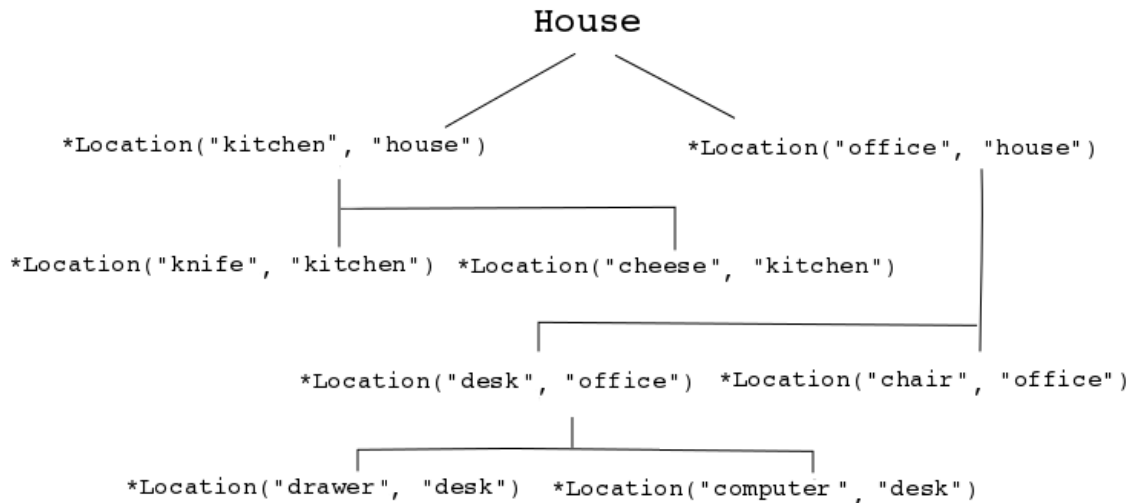 House
*Location("kitchen", "house")
*Location("office", "house")
*Location("knife", "kitchen")
*Location("cheese", "kitchen")
*Location("desk", "office")
*Location("chair", "office")
*Location("drawer", "desk")
*Location("computer", "desk")